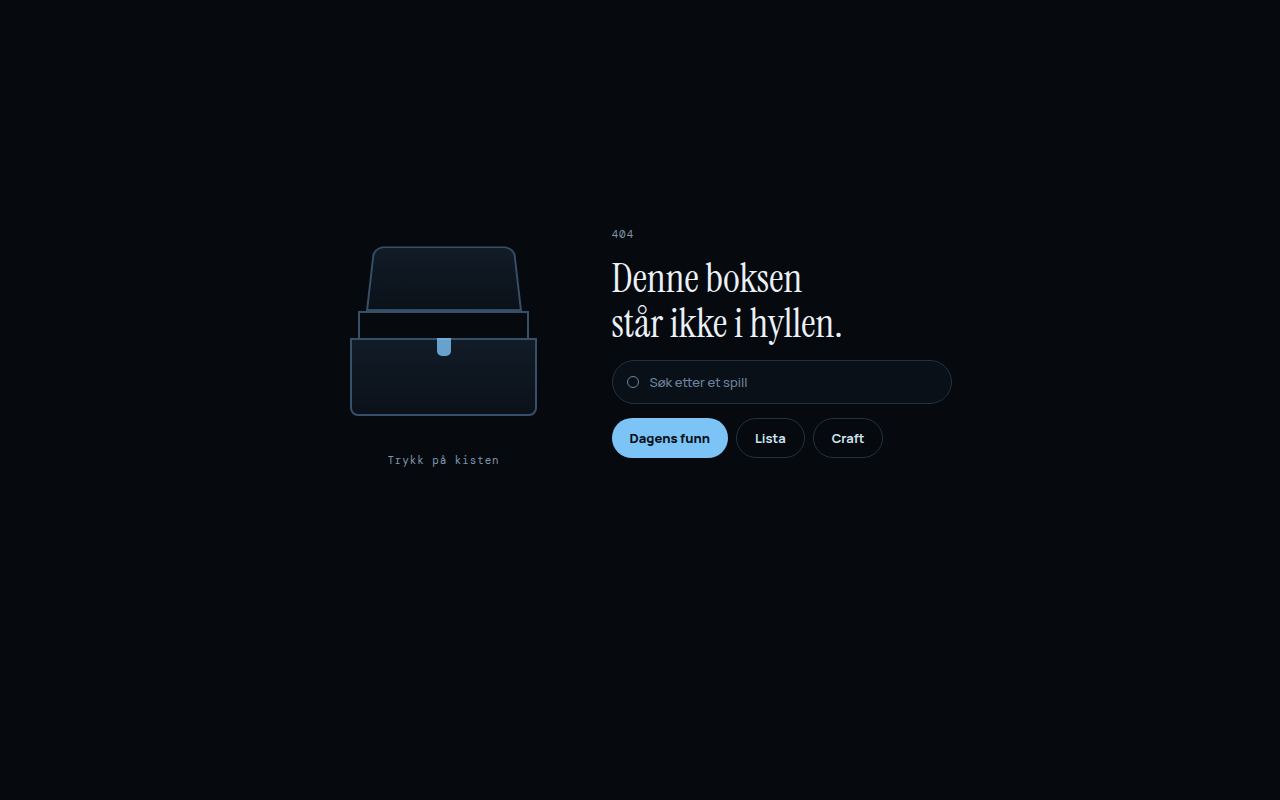 404
Denne boksen
står ikke i hyllen.
Søk etter et spill
Dagens funn
Lista
Craft
Trykk på kisten